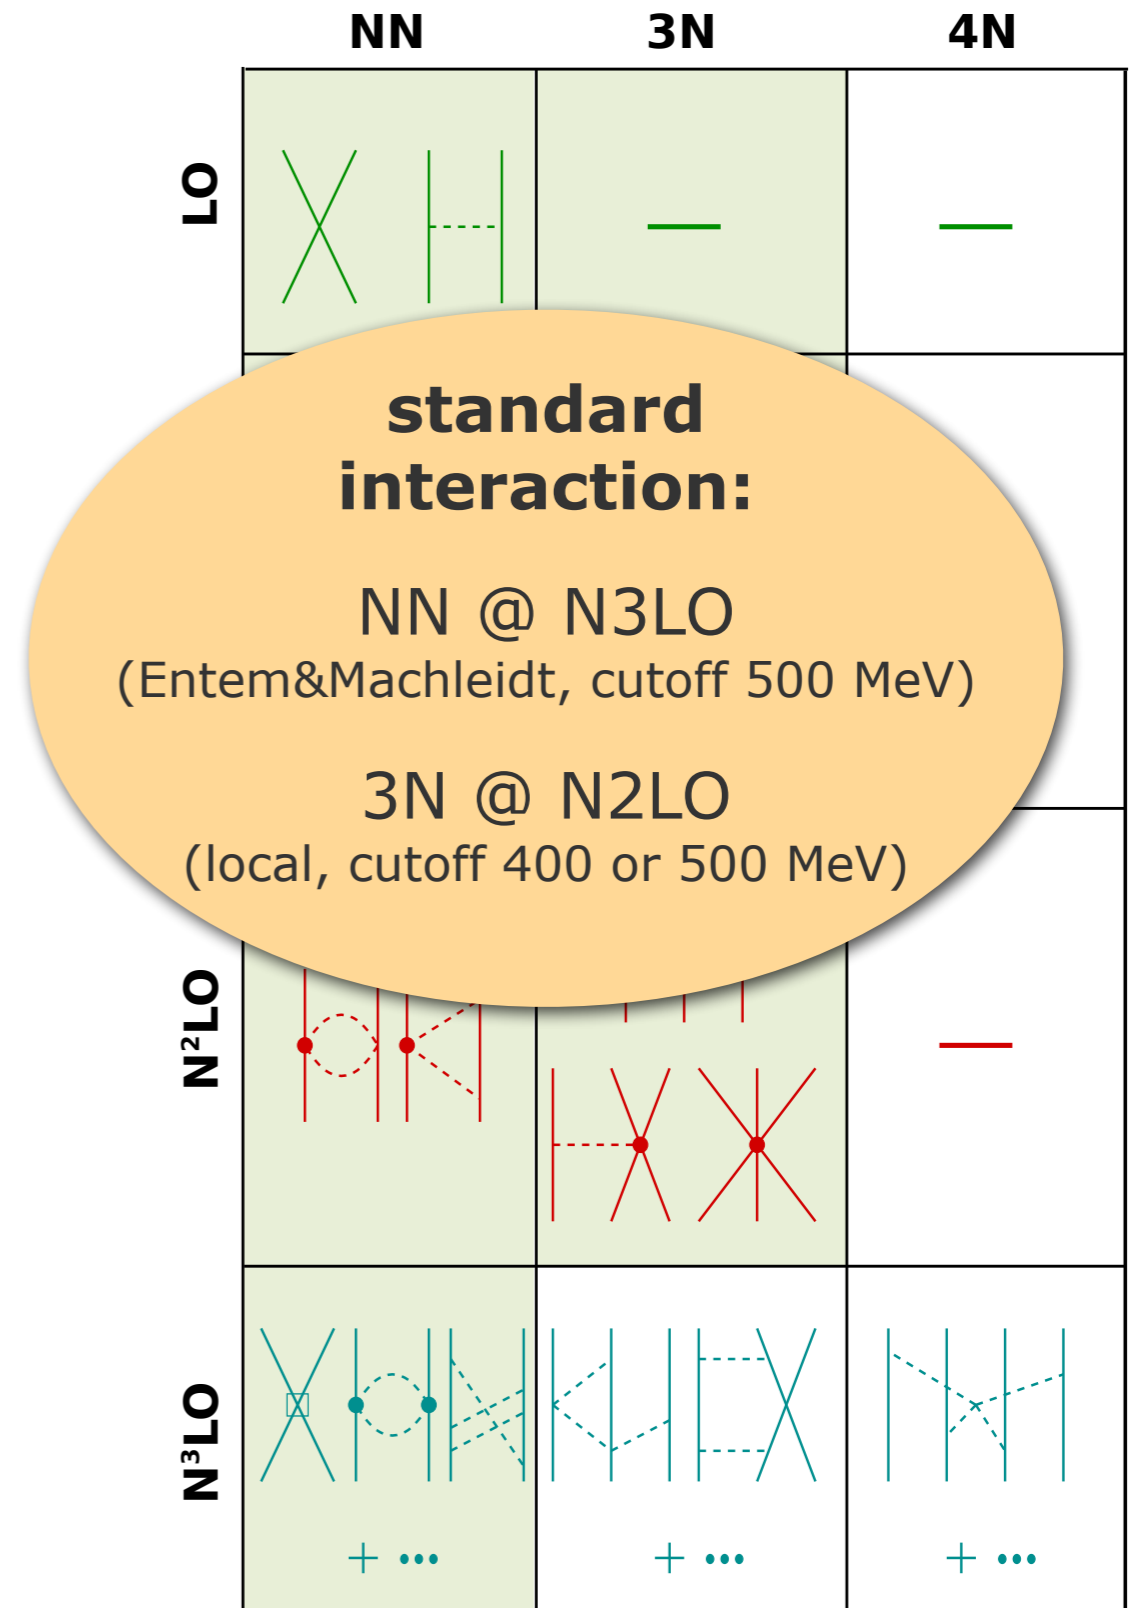 NN 3N 4N
LO
standard
interaction:
NN @ N3LO
(Entem&Machleidt, cutoff 500 MeV)
3N @ N2LO
(local, cutoff 400 or 500 MeV)
N²LO
N³LO
+ ••• + ••• + •••